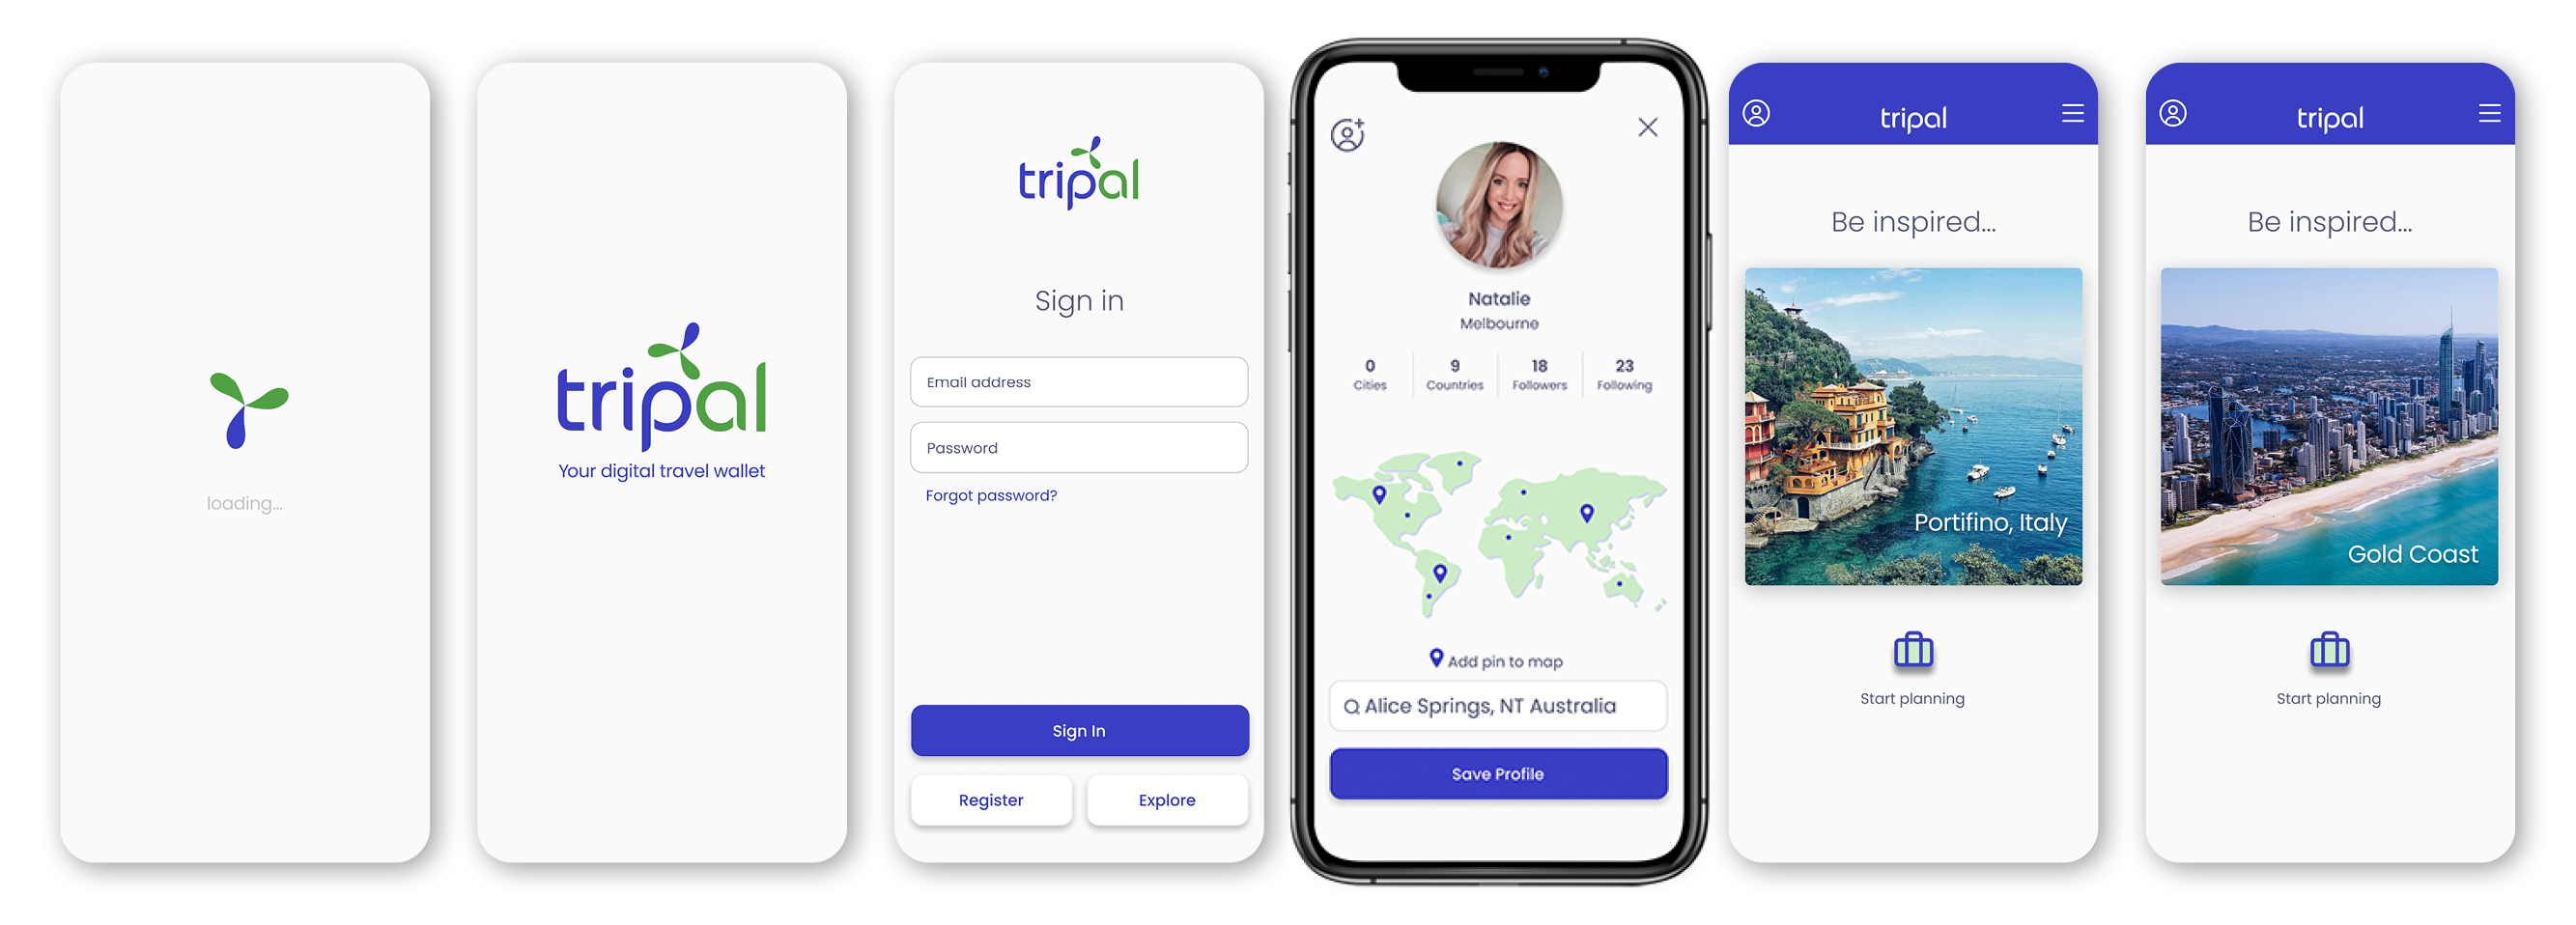 loading...
tripal
Your digital travel wallet
tripal
Sign in
Email address
Password
Forgot password?
Sign In
Register
Explore
Natalie
Melbourne
0
Cities
9
Countries
18
Followers
23
Following
Add pin to map
Alice Springs, NT Australia
Save Profile
tripal
Be inspired...
Portifino, Italy
Start planning
tripal
Be inspired...
Gold Coast
Start planning